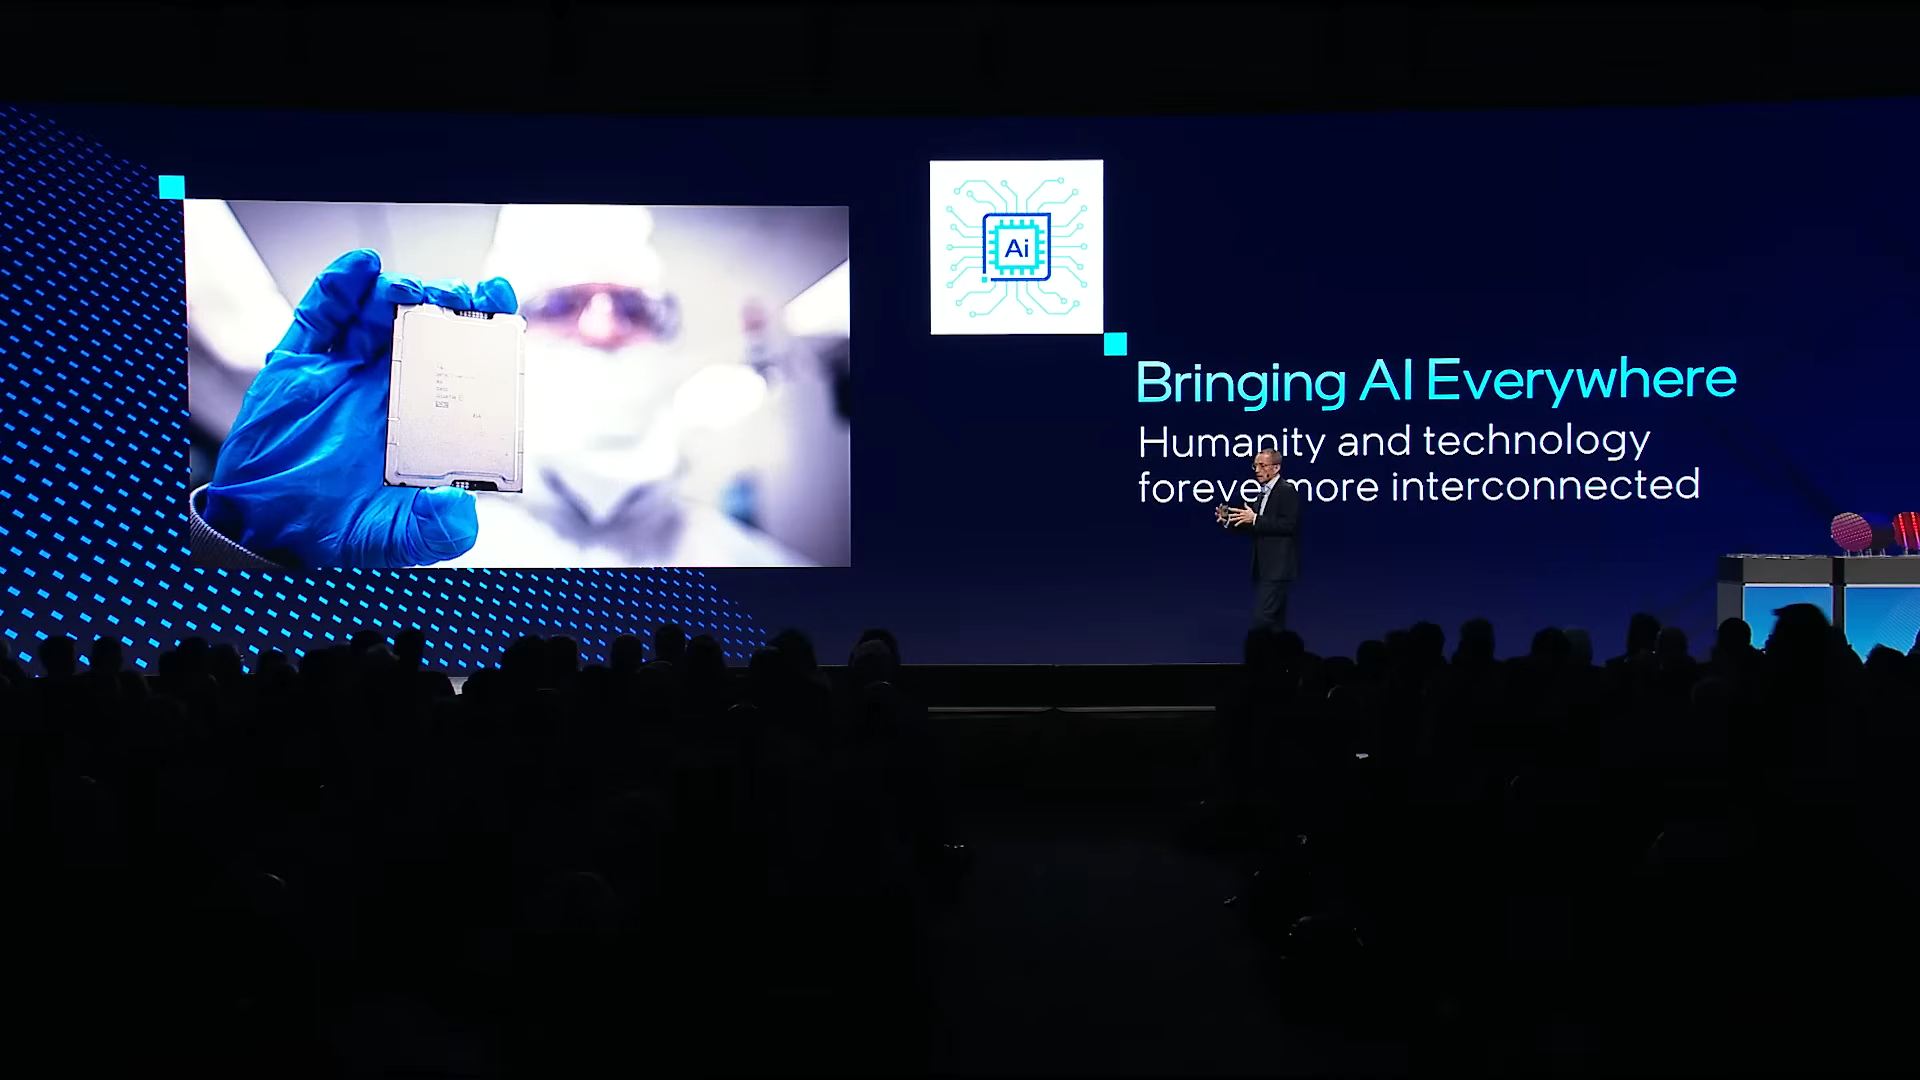 Ai
Bringing AI Everywhere
Humanity and technology
forevermore interconnected